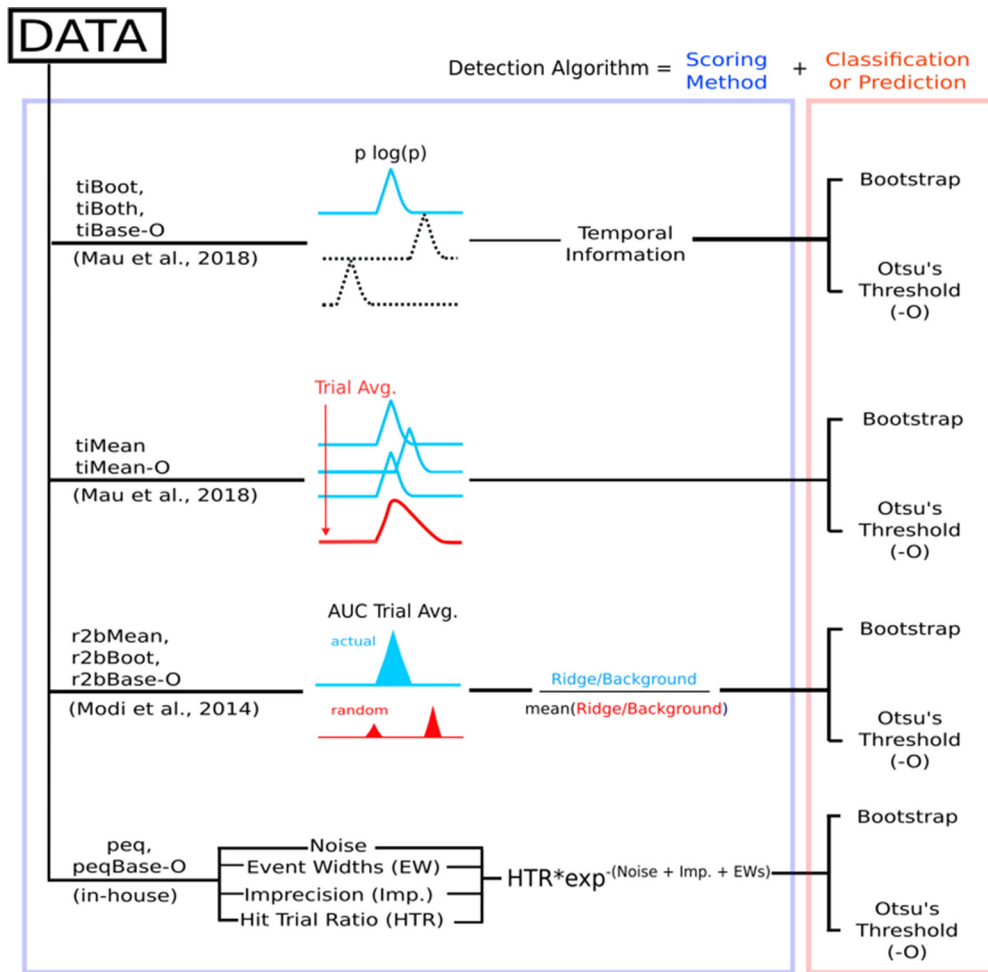 DATA
Detection Algorithm = Scoring Method + Classification or Prediction
tiBoot,
tiBoth,
tiBase-O
(Mau et al., 2018)
p log(p)
Temporal
Information
Bootstrap
Otsu's
Threshold
(-O)
tiMean
tiMean-O
(Mau et al., 2018)
Trial Avg.
Bootstrap
Otsu's
Threshold
(-O)
r2bMean,
r2bBoot,
r2bBase-O
(Modi et al., 2014)
AUC Trial Avg.
actual
random
Ridge/Background
mean(Ridge/Background)
Bootstrap
Otsu's
Threshold
(-O)
peq,
peqBase-O
(in-house)
Noise
Event Widths (EW)
Imprecision (Imp.)
Hit Trial Ratio (HTR)
HTR*exp-(Noise + Imp. + EWs)
Bootstrap
Otsu's
Threshold
(-O)